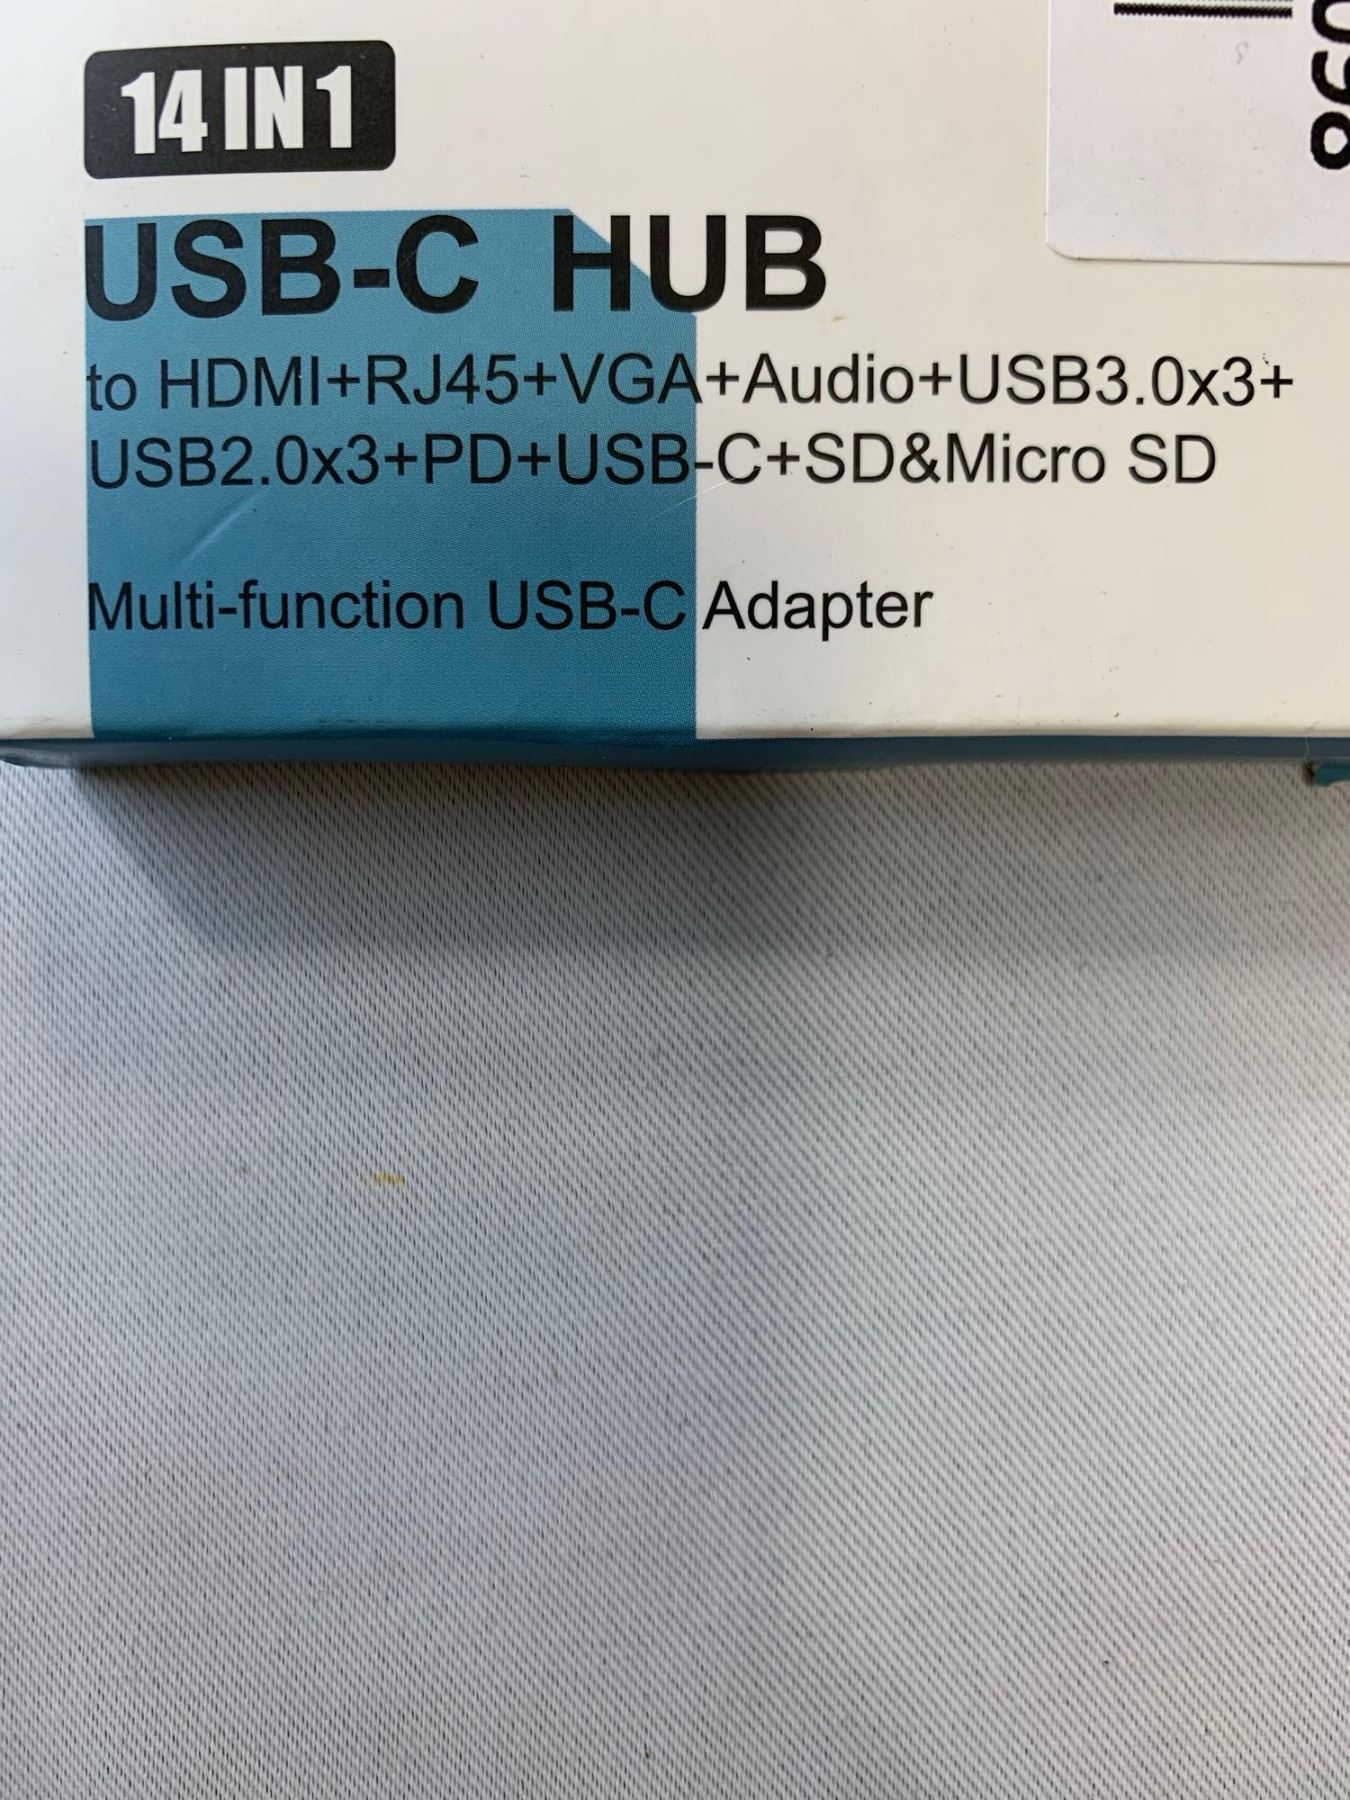 14 IN 1
USB-C HUB
to HDMI+RJ45+VGA+Audio+USB3.0x3+
USB2.0x3+PD+USB-C+SD&Micro SD
Multi-function USB-C Adapter